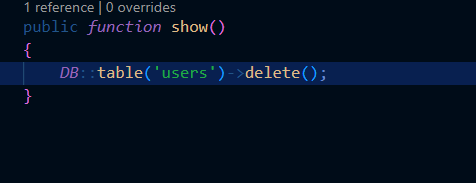 1 reference | 0 overrides
public function show()
{
    DB::table('users')->delete();
}